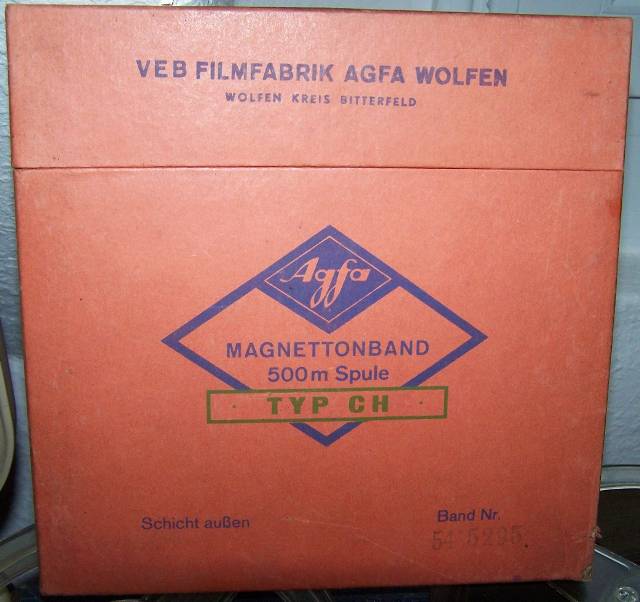 VEB FILMFABRIK AGFA WOLFEN
WOLFEN KREIS BITTERFELD
Agfa
MAGNETTONBAND
500m Spule
· TYP CH ·
Schicht außen
Band Nr.